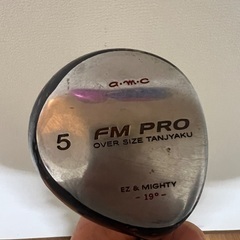 a.m.c
5
FM PRO
OVER SIZE TANJYAKU
EZ & MIGHTY
- 19° -